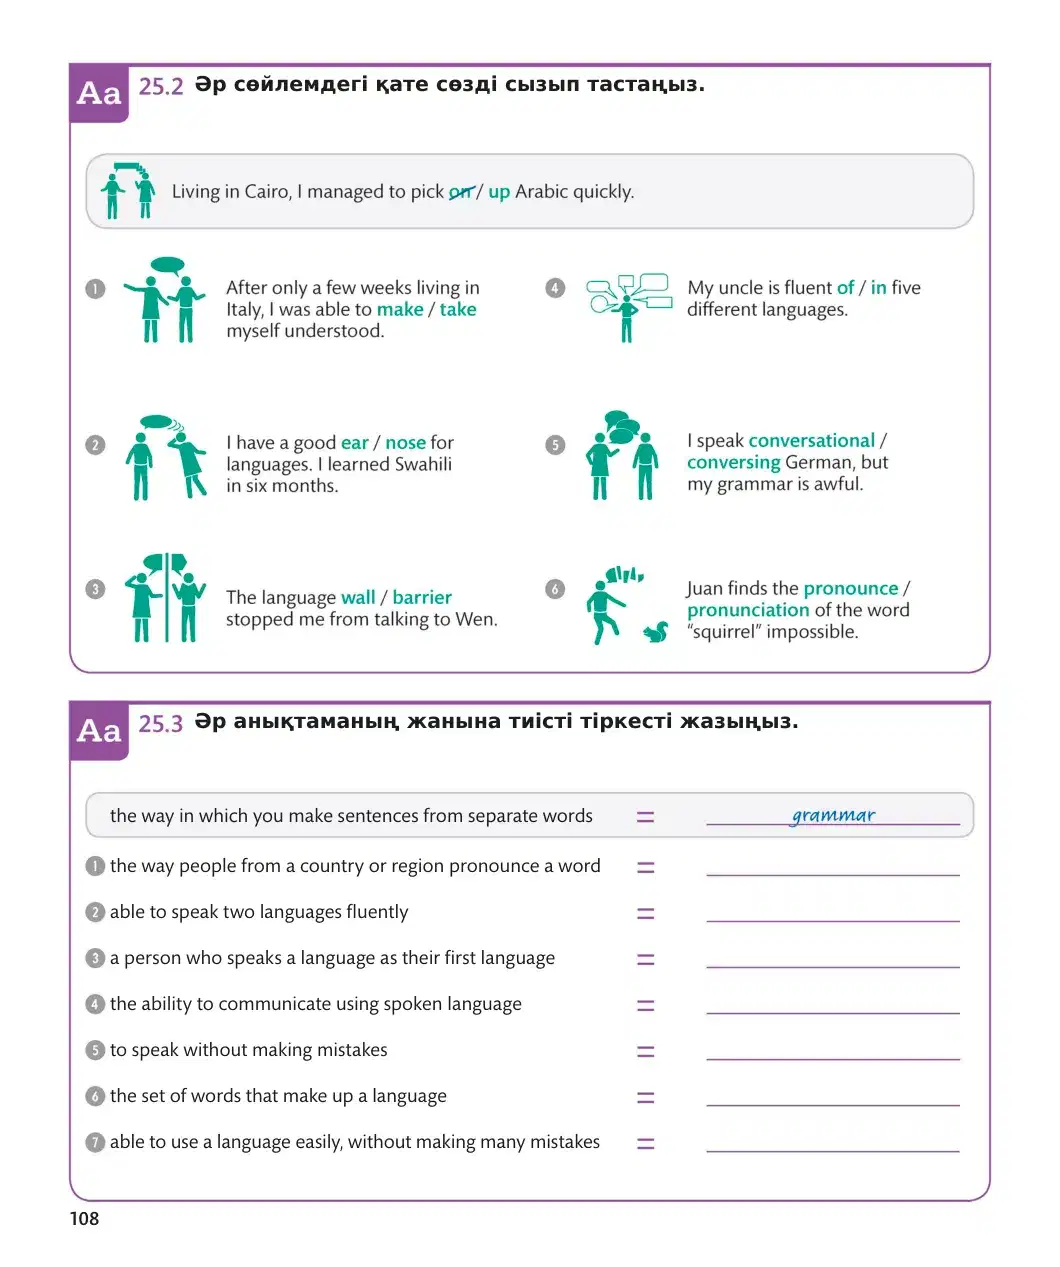 Aa 25.2 Әр сөйлемдегі қате сөзді сызып тастаңыз.
Living in Cairo, I managed to pick on / up Arabic quickly.
1 After only a few weeks living in
Italy, I was able to make / take
myself understood.
2 I have a good ear / nose for
languages. I learned Swahili
in six months.
3 The language wall / barrier
stopped me from talking to Wen.
4 My uncle is fluent of / in five
different languages.
5 I speak conversational /
conversing German, but
my grammar is awful.
6 Juan finds the pronounce /
pronunciation of the word
“squirrel” impossible.
Aa 25.3 Әр анықтаманың жанына тиісті тіркесті жазыңыз.
the way in which you make sentences from separate words = grammar
1 the way people from a country or region pronounce a word =
2 able to speak two languages fluently =
3 a person who speaks a language as their first language =
4 the ability to communicate using spoken language =
5 to speak without making mistakes =
6 the set of words that make up a language =
7 able to use a language easily, without making many mistakes =
108